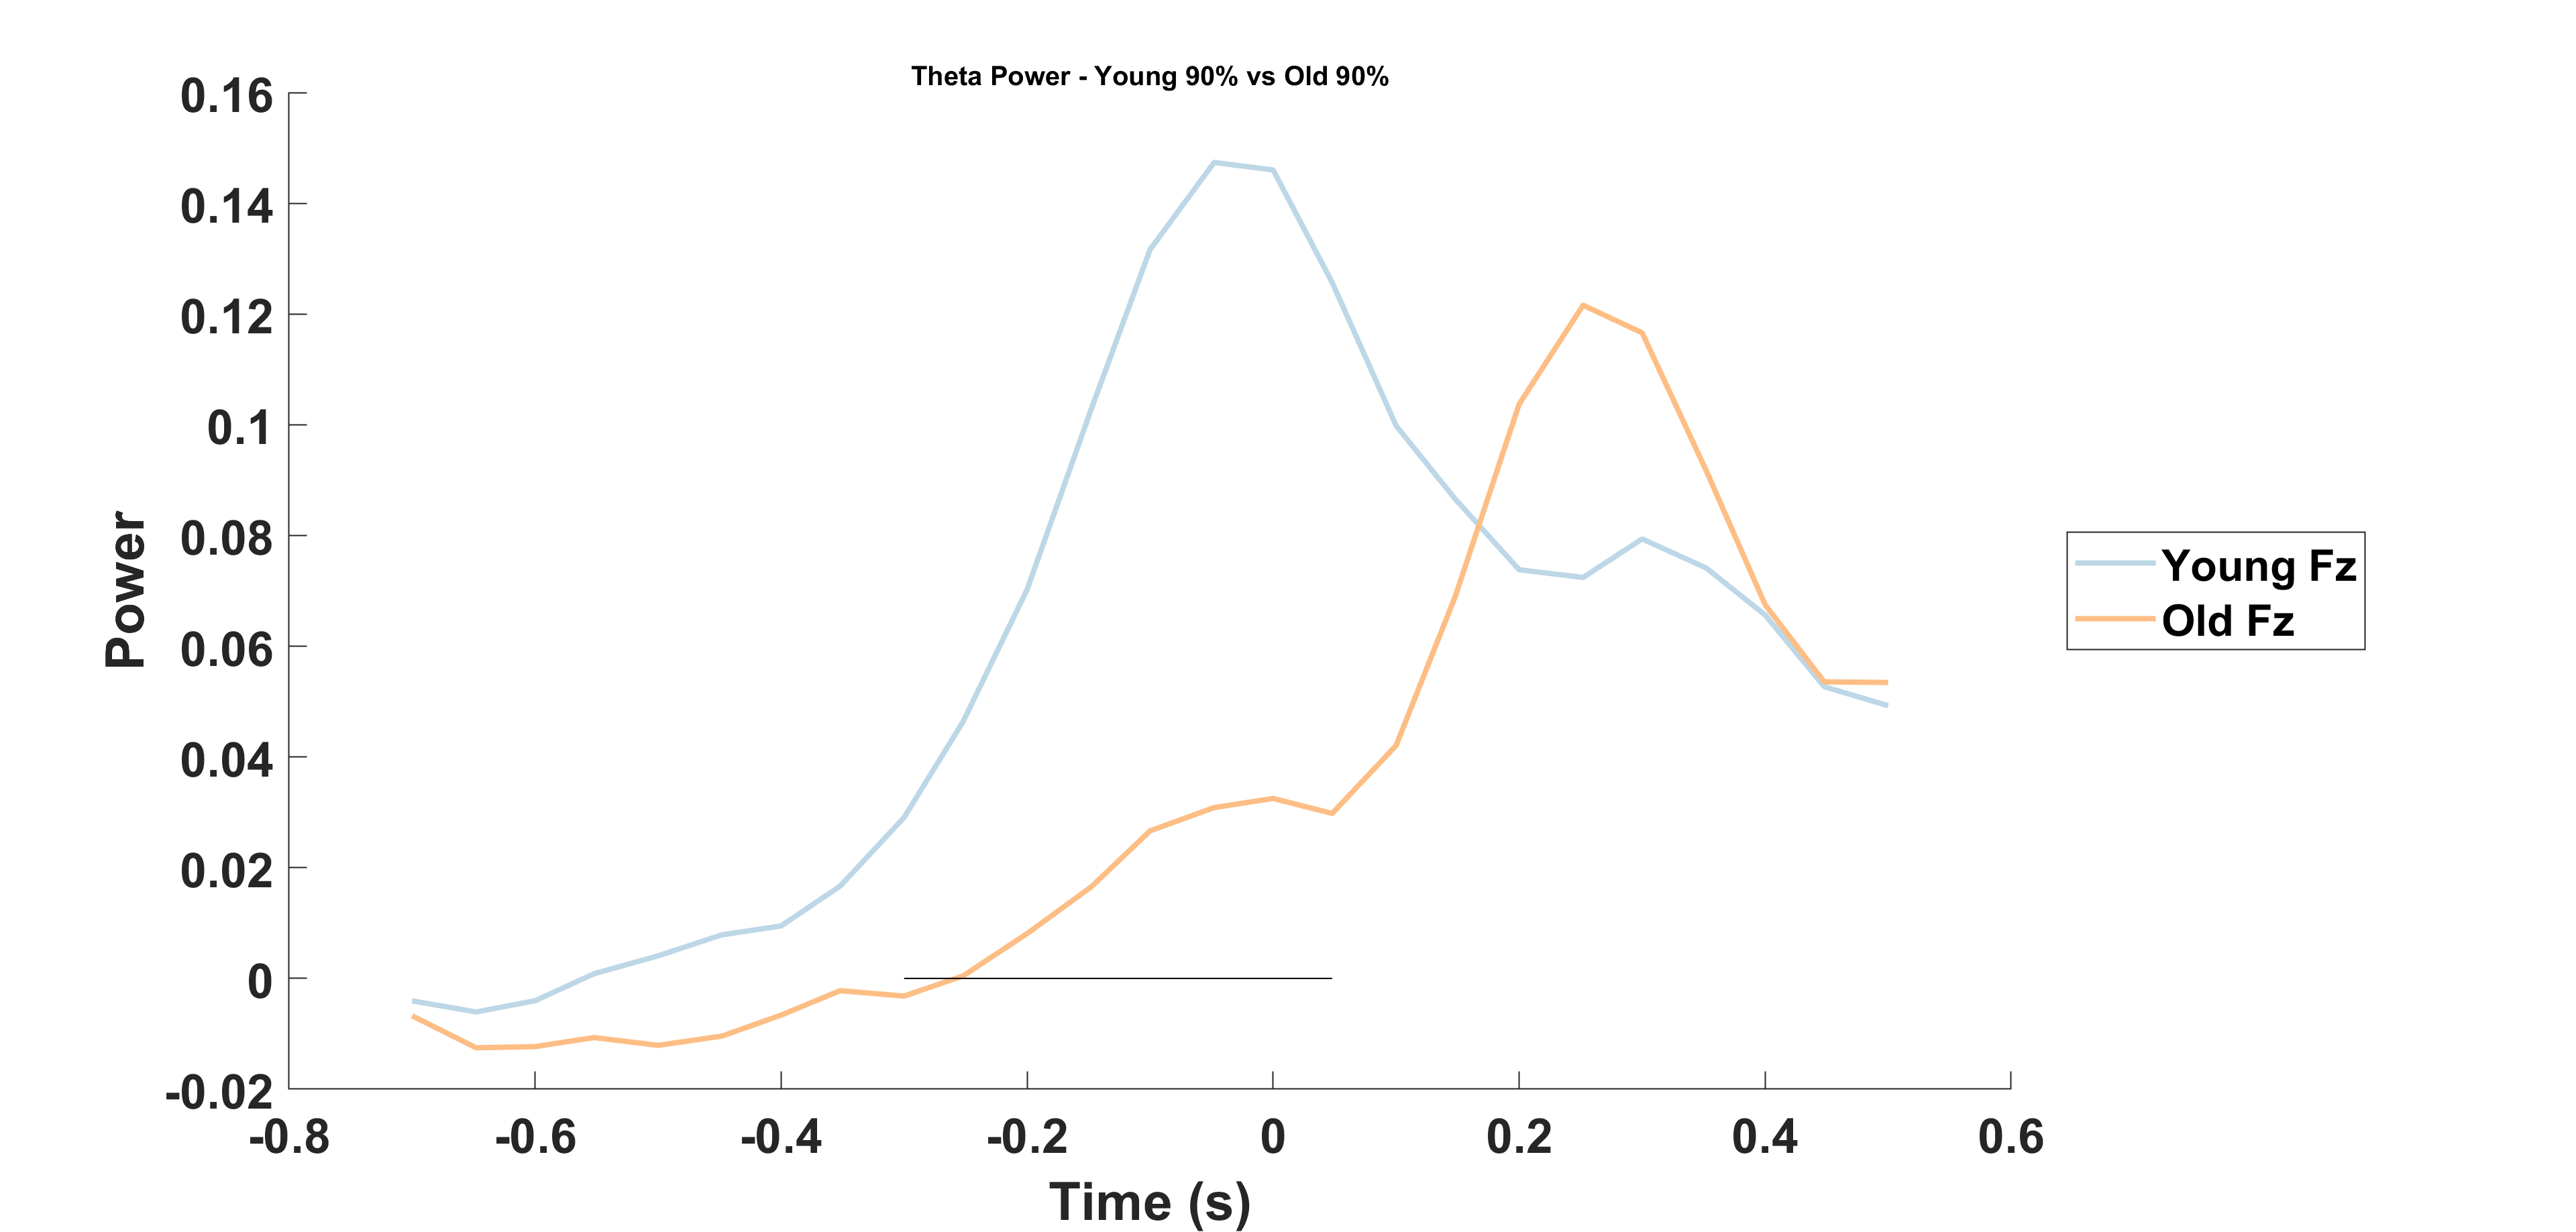 Theta Power - Young 90% vs Old 90%
0.16
0.14
0.12
0.1
0.08
0.06
0.04
0.02
0
-0.02
Power
-0.8 -0.6 -0.4 -0.2 0 0.2 0.4 0.6
Time (s)
Young Fz
Old Fz